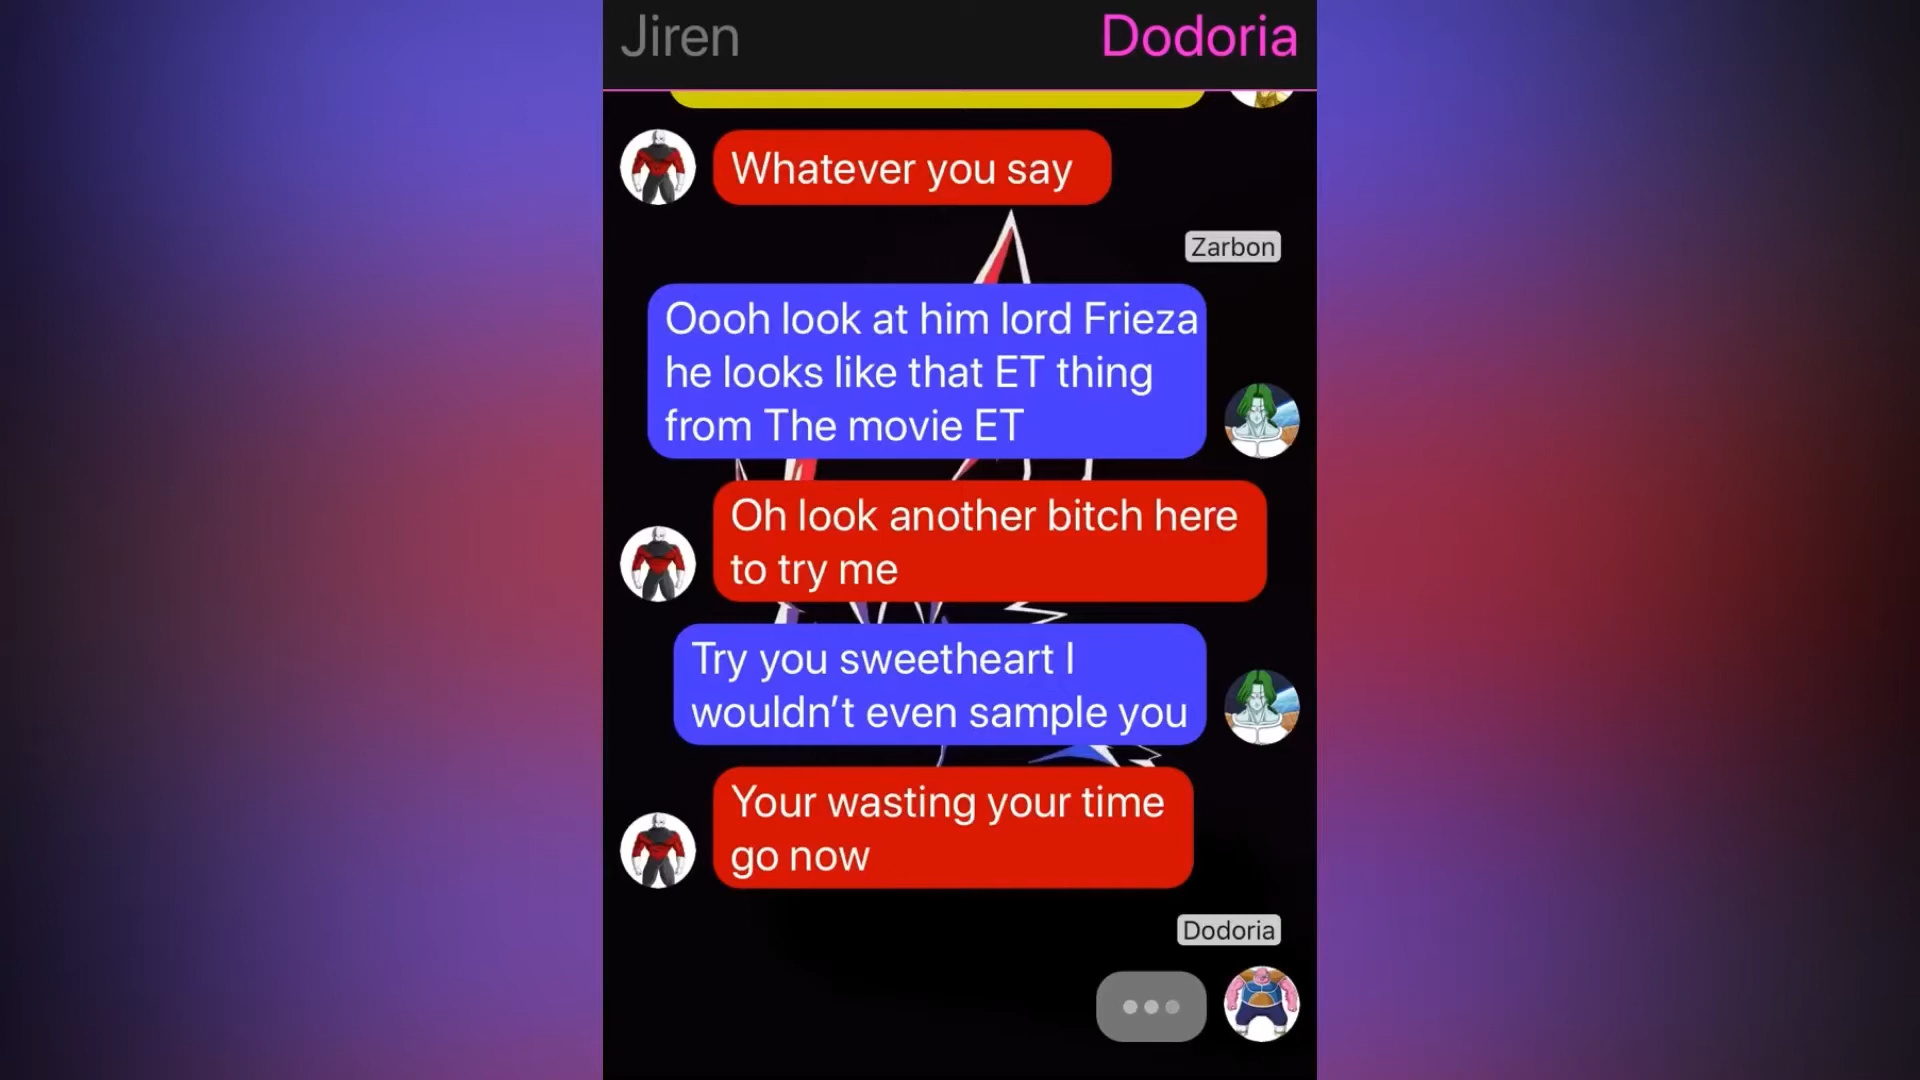 Jiren
Dodoria
Whatever you say
Zarbon
Oooh look at him lord Frieza
he looks like that ET thing
from The movie ET
Oh look another bitch here
to try me
Try you sweetheart I
wouldn’t even sample you
Your wasting your time
go now
Dodoria